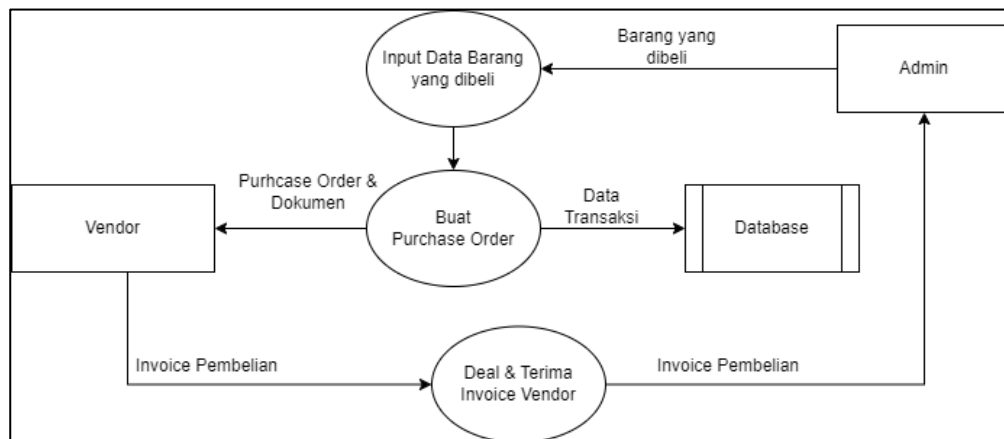 Input Data Barang
yang dibeli
Barang yang
dibeli
Admin
Purhcase Order &
Dokumen
Vendor
Buat
Purchase Order
Data
Transaksi
Database
Invoice Pembelian
Deal & Terima
Invoice Vendor
Invoice Pembelian